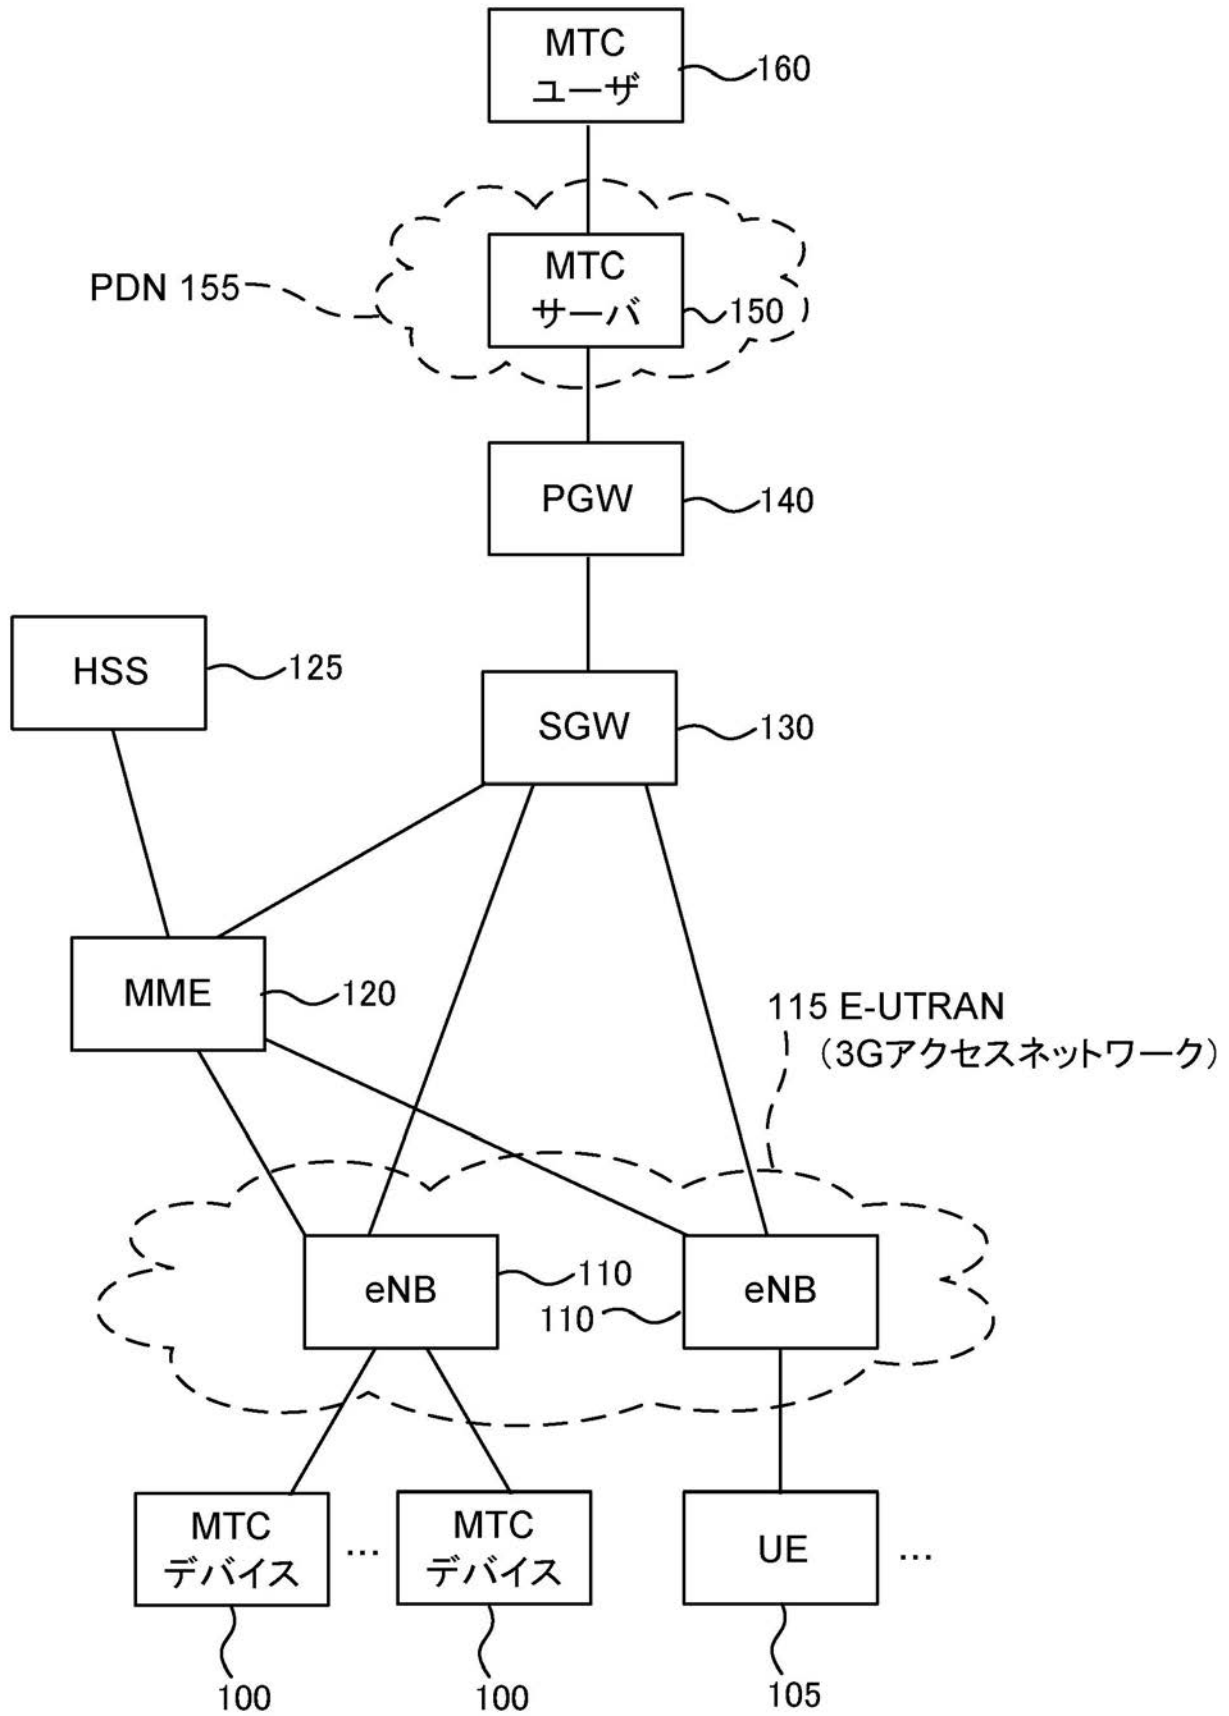 MTC
ユーザ
160
MTC
サーバ
150
PDN 155
PGW
140
HSS
125
SGW
130
MME
120
115 E-UTRAN
（3Gアクセスネットワーク）
eNB
110
110
eNB
MTC
デバイス
...
MTC
デバイス
UE
...
100
100
105